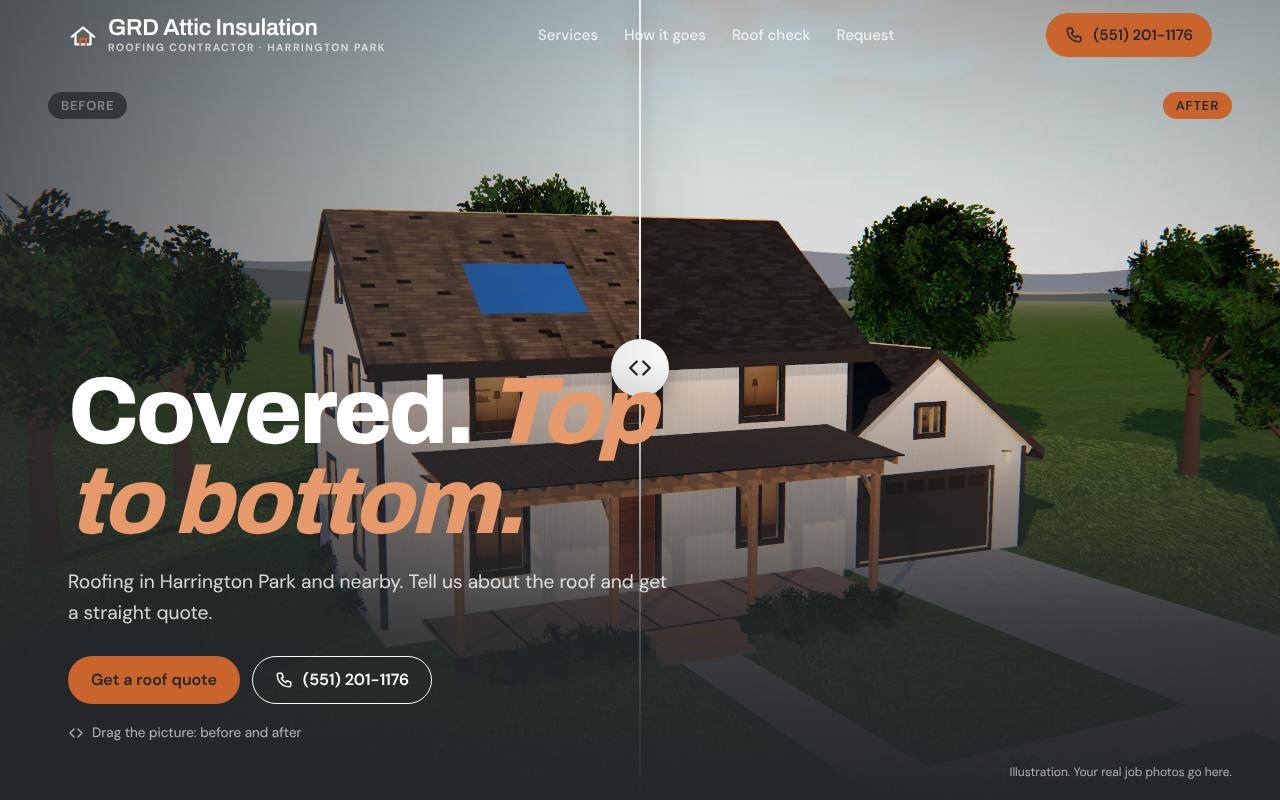 GRD Attic Insulation
ROOFING CONTRACTOR · HARRINGTON PARK
Services
How it goes
Roof check
Request
(551) 201-1176
BEFORE
AFTER
Covered. Top
to bottom.
Roofing in Harrington Park and nearby. Tell us about the roof and get
a straight quote.
Get a roof quote
(551) 201-1176
Drag the picture: before and after
Illustration. Your real job photos go here.